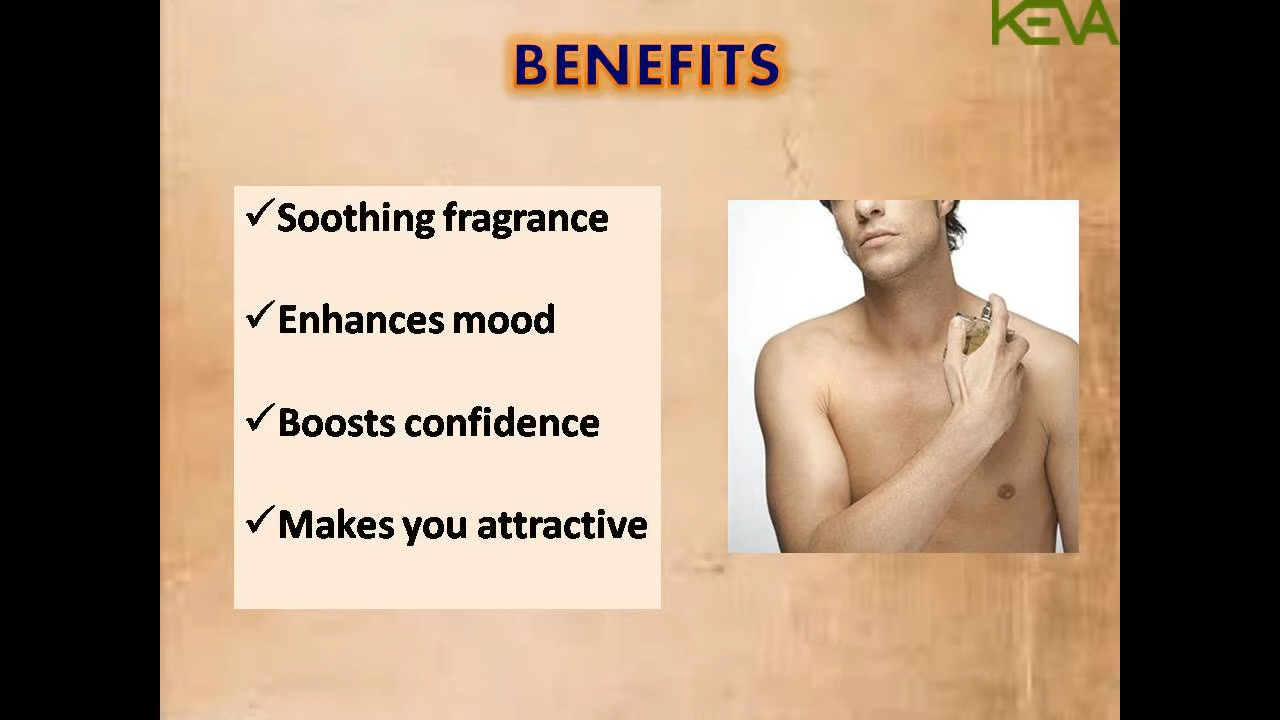 KEVA
BENEFITS
✓Soothing fragrance
✓Enhances mood
✓Boosts confidence
✓Makes you attractive